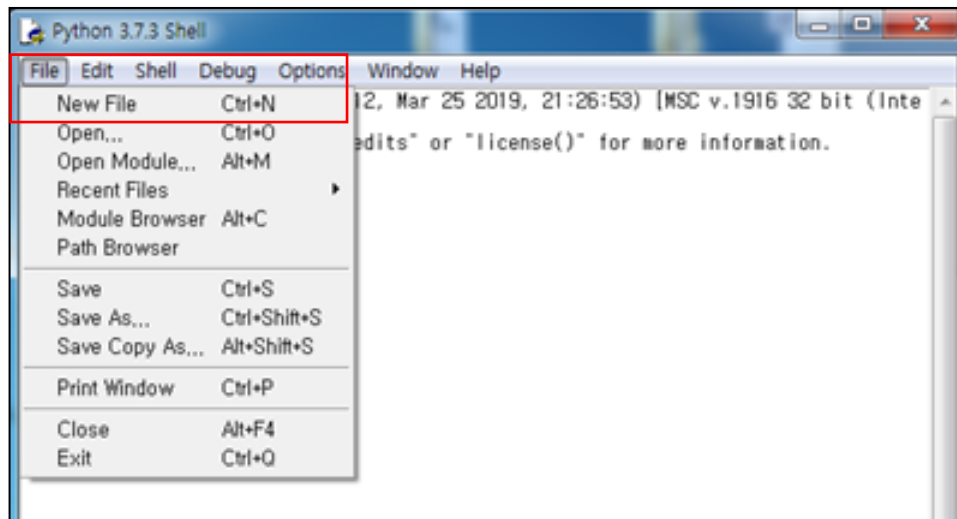 Python 3.7.3 Shell
File Edit Shell Debug Options Window Help
New File Ctrl+N
12, Mar 25 2019, 21:26:53) [MSC v.1916 32 bit (Inte
Open... Ctrl+O
edits" or "license()" for more information.
Open Module... Alt+M
Recent Files
Module Browser Alt+C
Path Browser
Save Ctrl+S
Save As... Ctrl+Shift+S
Save Copy As... Alt+Shift+S
Print Window Ctrl+P
Close Alt+F4
Exit Ctrl+Q